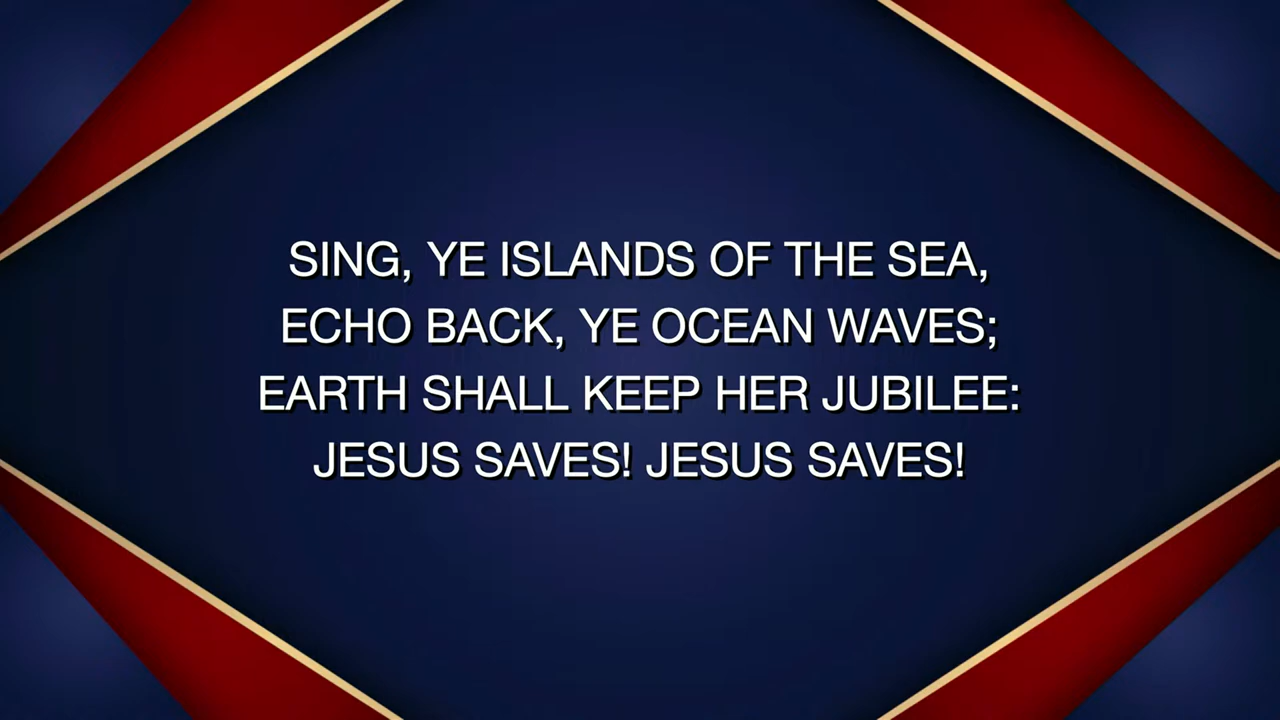 SING, YE ISLANDS OF THE SEA,
ECHO BACK, YE OCEAN WAVES;
EARTH SHALL KEEP HER JUBILEE:
JESUS SAVES! JESUS SAVES!